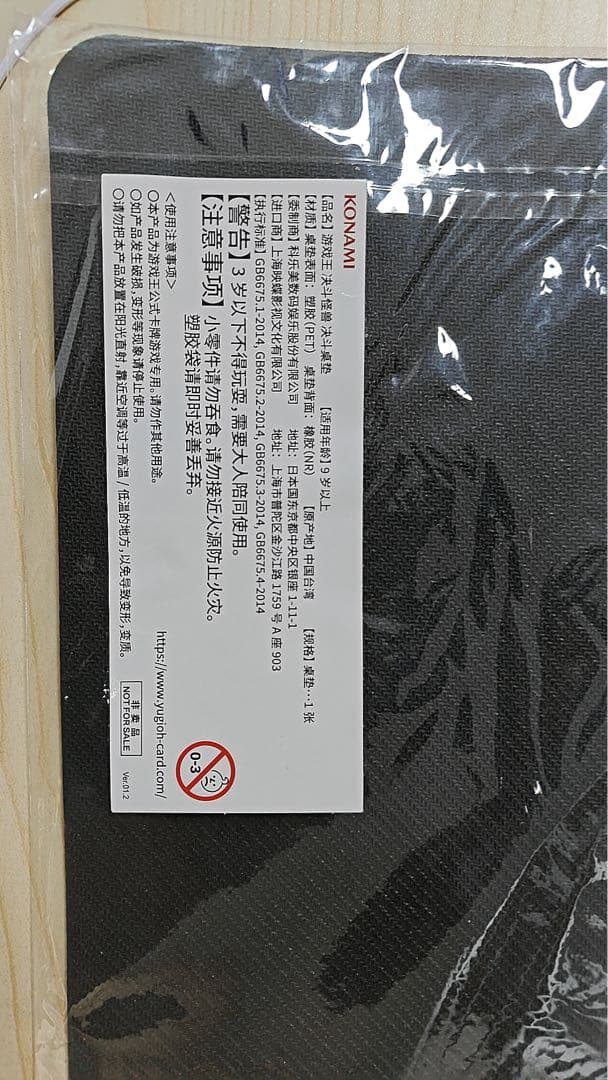 KONAMI
【品名】游戏王 决斗怪兽 决斗桌垫 【适用年龄】9 岁以上
【材质】桌垫表面：塑胶(PET) 桌垫背面：橡胶(NR) 【原产地】中国台湾 【规格】桌垫…1 张
【委制商】科乐美数码娱乐股份有限公司 地址：日本国东京都中央区银座 1-11-1
【进口商】上海映蝶影视文化有限公司 地址：上海市普陀区金沙江路 1759 号 A 座 903
【执行标准】GB6675.1-2014, GB6675.2-2014, GB6675.3-2014, GB6675.4-2014
【警告】3 岁以下不得玩耍,需要大人陪同使用。
【注意事项】小零件请勿吞食。请勿接近火源防止火灾。
塑胶袋请即时妥善丢弃。
0-3
<使用注意事项>
○本产品为游戏王公式卡牌游戏专用。请勿作其他用途。
○如产品发生破损,变形等现象请停止使用。
○请勿把本产品放置在阳光直射,靠近空调等过于高温 / 低温的地方,以免导致变形,变质。
https://www.yugioh-card.com/
非卖品
NOT FOR SALE
Ver.01.2